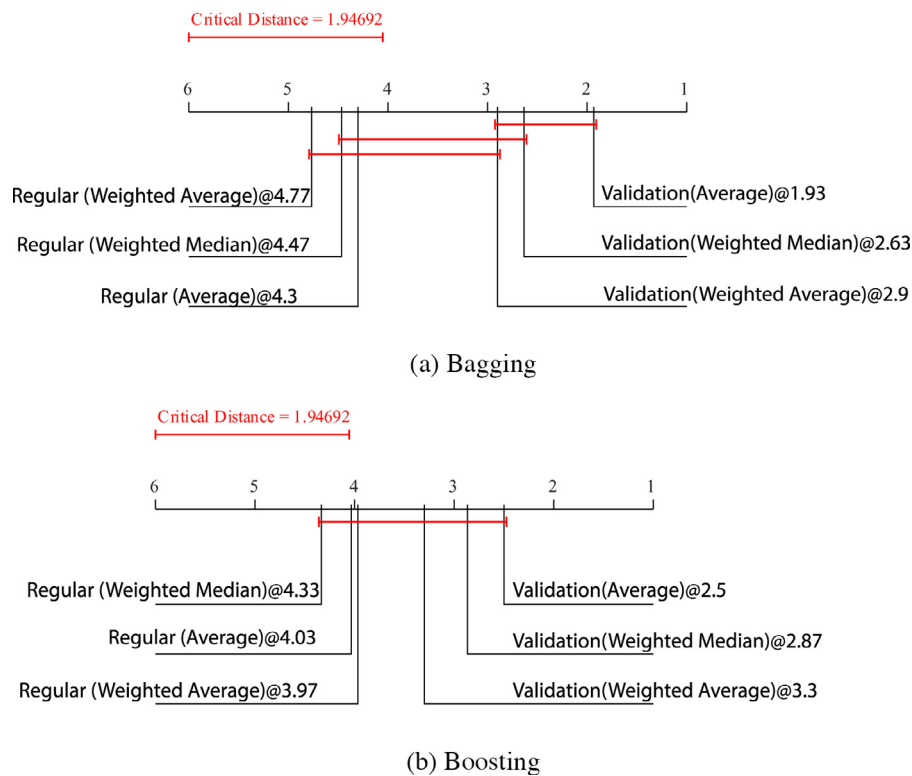 Critical Distance = 1.94692
6 5 4 3 2 1
Regular (Weighted Average)@4.77 Validation(Average)@1.93
Regular (Weighted Median)@4.47 Validation(Weighted Median)@2.63
Regular (Average)@4.3 Validation(Weighted Average)@2.9
(a) Bagging
Critical Distance = 1.94692
6 5 4 3 2 1
Regular (Weighted Median)@4.33 Validation(Average)@2.5
Regular (Average)@4.03 Validation(Weighted Median)@2.87
Regular (Weighted Average)@3.97 Validation(Weighted Average)@3.3
(b) Boosting